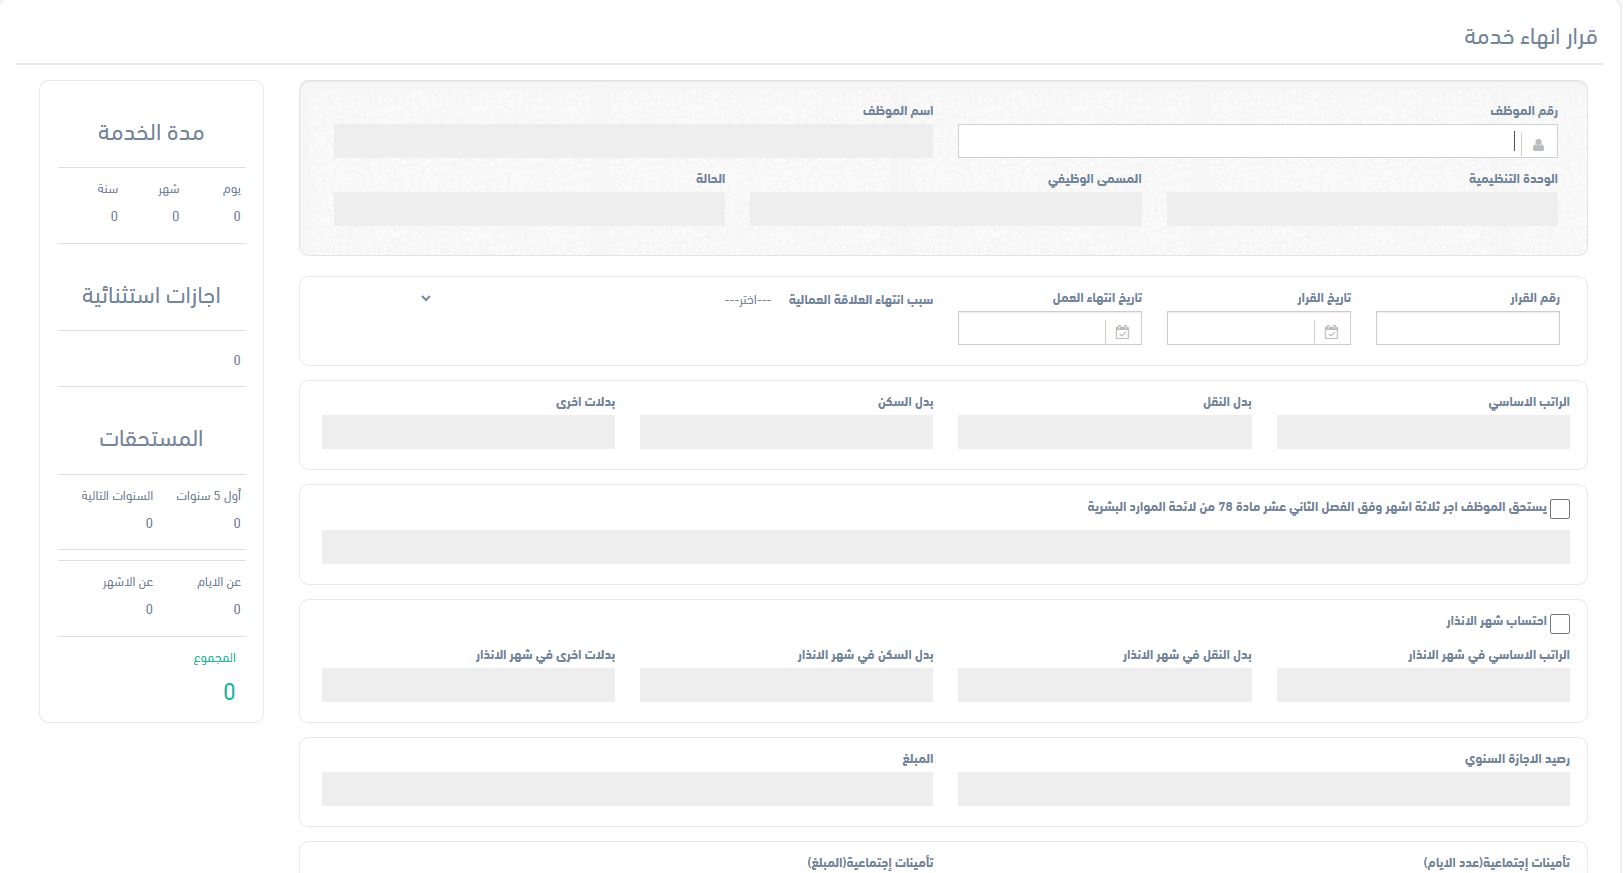 قرار انهاء خدمة
رقم الموظف
اسم الموظف
الوحدة التنظيمية
المسمى الوظيفي
الحالة
رقم القرار
تاريخ القرار
تاريخ انتهاء العمل
سبب انتهاء العلاقة العمالية
---اختر---
الراتب الاساسي
بدل النقل
بدل السكن
بدلات اخرى
يستحق الموظف اجر ثلاثة اشهر وفق الفصل الثاني عشر مادة 78 من لائحة الموارد البشرية
احتساب شهر الانذار
الراتب الاساسي في شهر الانذار
بدل النقل في شهر الانذار
بدل السكن في شهر الانذار
بدلات اخرى في شهر الانذار
رصيد الاجازة السنوي
المبلغ
تأمينات إجتماعية(عدد الايام)
تأمينات إجتماعية(المبلغ)
مدة الخدمة
يوم شهر سنة
0 0 0
اجازات استثنائية
0
المستحقات
أول 5 سنوات السنوات التالية
0 0
عن الايام عن الاشهر
0 0
المجموع
0